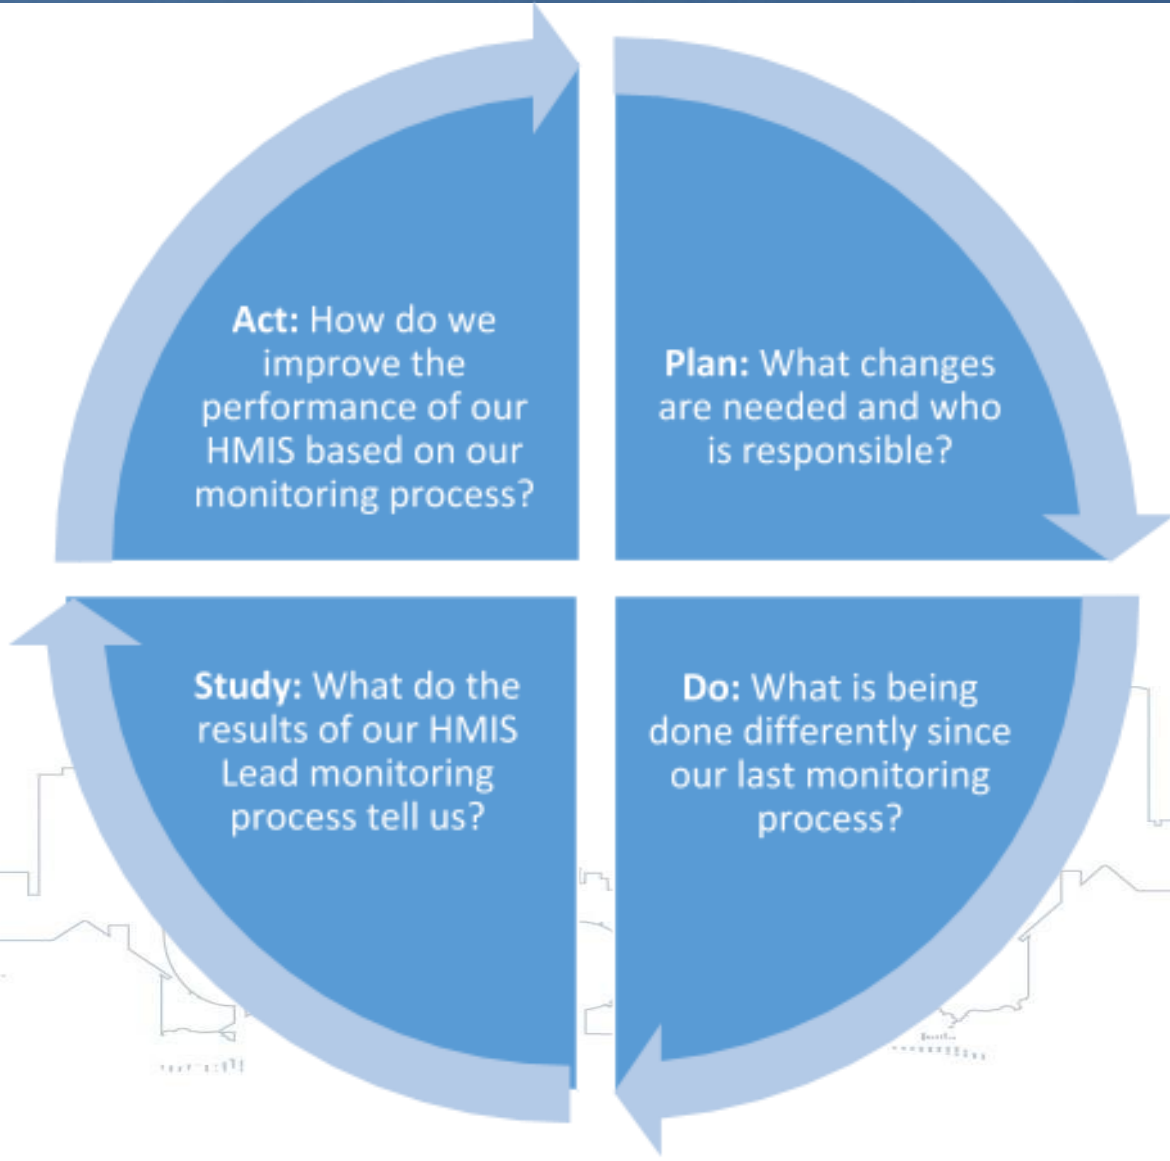 Act: How do we
improve the
performance of our
HMIS based on our
monitoring process?
Plan: What changes
are needed and who
is responsible?
Study: What do the
results of our HMIS
Lead monitoring
process tell us?
Do: What is being
done differently since
our last monitoring
process?